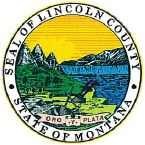 SEAL OF LINCOLN COUNTY
ORO Y PLATA
STATE OF MONTANA